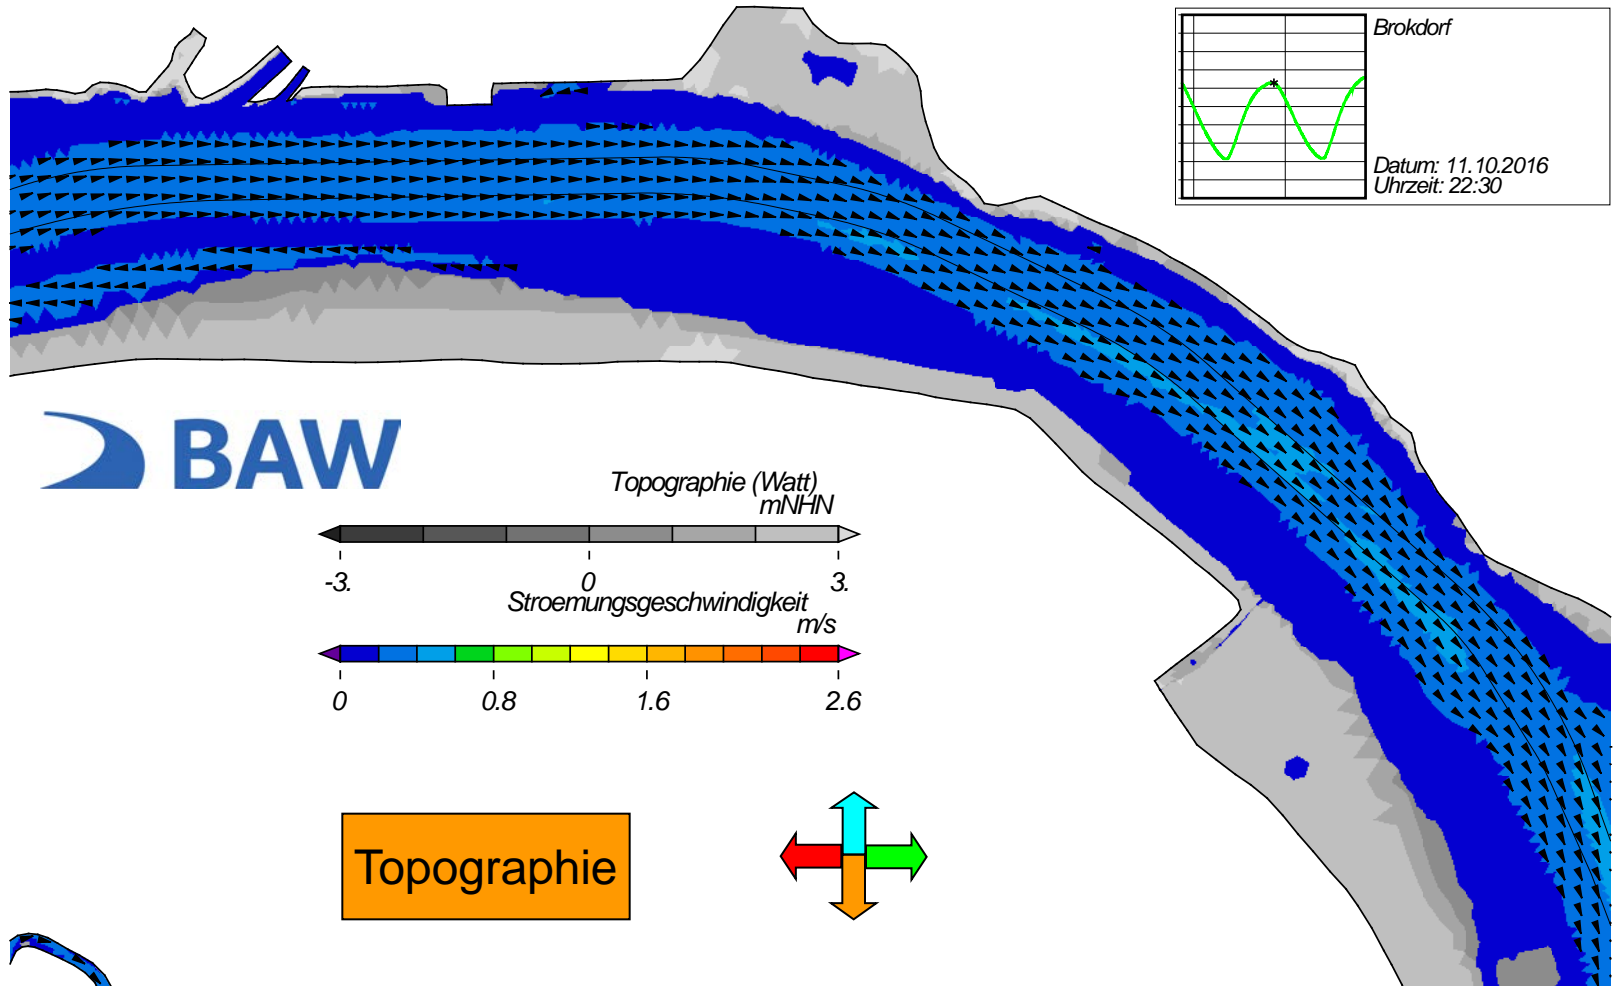 Brokdorf
Datum: 11.10.2016
Uhrzeit: 22:30
BAW
Topographie (Watt)
mNHN
-3. 0 3.
Stroemungsgeschwindigkeit
m/s
0 0.8 1.6 2.6
Topographie